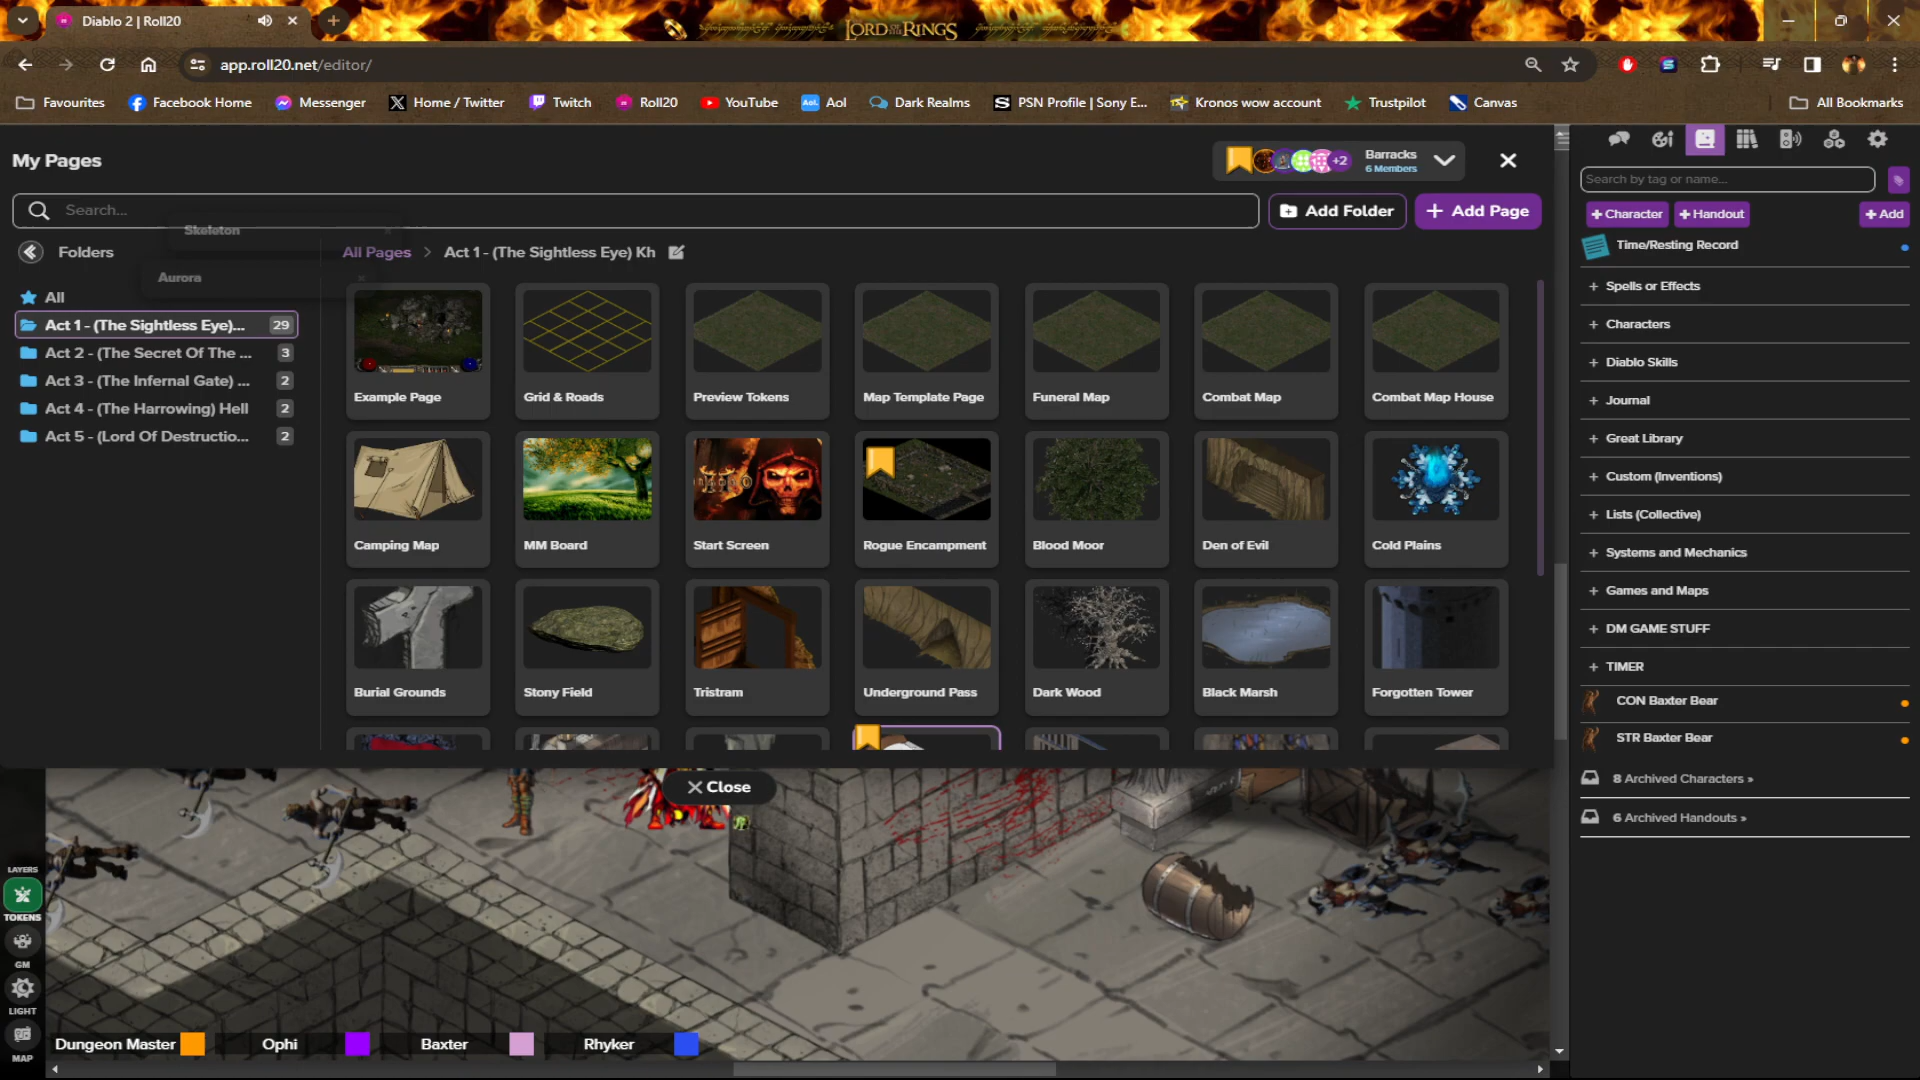 Diablo 2 | Roll20
THE LORD OF THE RINGS
app.roll20.net/editor/
Favourites
Facebook Home
Messenger
Home / Twitter
Twitch
Roll20
YouTube
Aol
Dark Realms
PSN Profile | Sony E...
Kronos wow account
Trustpilot
Canvas
All Bookmarks
My Pages
+2
Barracks
6 Members
Search...
Add Folder
+ Add Page
Skeleton
Folders
All Pages > Act 1 - (The Sightless Eye) Kh
Aurora
All
Act 1 - (The Sightless Eye)... 29
Act 2 - (The Secret Of The ... 3
Act 3 - (The Infernal Gate) ... 2
Act 4 - (The Harrowing) Hell 2
Act 5 - (Lord Of Destructio... 2
Example Page
Grid & Roads
Preview Tokens
Map Template Page
Funeral Map
Combat Map
Combat Map House
Camping Map
MM Board
Start Screen
Rogue Encampment
Blood Moor
Den of Evil
Cold Plains
Burial Grounds
Stony Field
Tristram
Underground Pass
Dark Wood
Black Marsh
Forgotten Tower
Close
Search by tag or name...
+Character
+Handout
+Add
Time/Resting Record
+ Spells or Effects
+ Characters
+ Diablo Skills
+ Journal
+ Great Library
+ Custom (Inventions)
+ Lists (Collective)
+ Systems and Mechanics
+ Games and Maps
+ DM GAME STUFF
+ TIMER
CON Baxter Bear
STR Baxter Bear
8 Archived Characters »
6 Archived Handouts »
LAYERS
TOKENS
GM
LIGHT
MAP
Dungeon Master
Ophi
Baxter
Rhyker